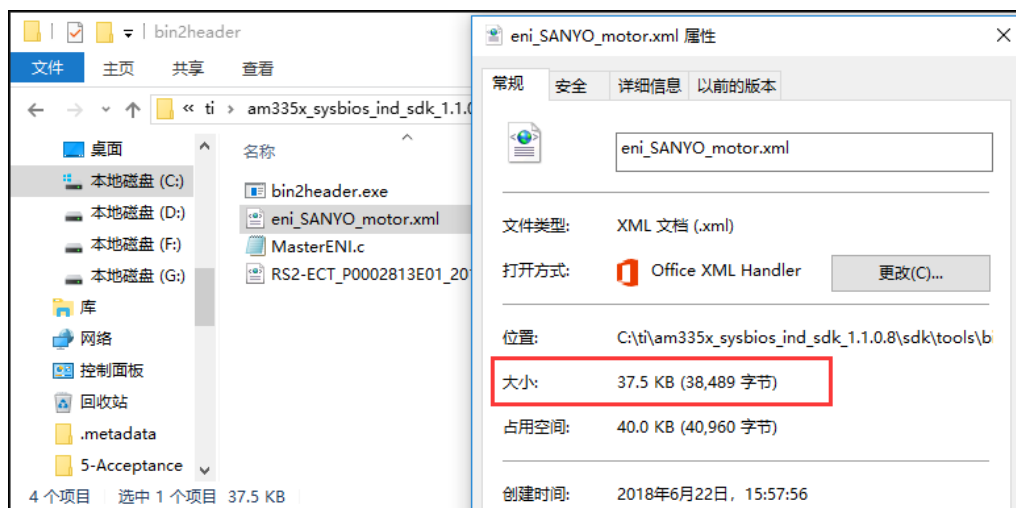 bin2header
文件 主页 共享 查看
« ti › am335x_sysbios_ind_sdk_1.1.0
桌面
本地磁盘 (C:)
本地磁盘 (D:)
本地磁盘 (F:)
本地磁盘 (G:)
库
网络
控制面板
回收站
.metadata
5-Acceptance
名称
bin2header.exe
eni_SANYO_motor.xml
MasterENI.c
RS2-ECT_P0002813E01_20
4 个项目 选中 1 个项目 37.5 KB
eni_SANYO_motor.xml 属性
常规 安全 详细信息 以前的版本
eni_SANYO_motor.xml
文件类型: XML 文档 (.xml)
打开方式: Office XML Handler 更改(C)...
位置: C:\ti\am335x_sysbios_ind_sdk_1.1.0.8\sdk\tools\bi
大小: 37.5 KB (38,489 字节)
占用空间: 40.0 KB (40,960 字节)
创建时间: 2018年6月22日，15:57:56